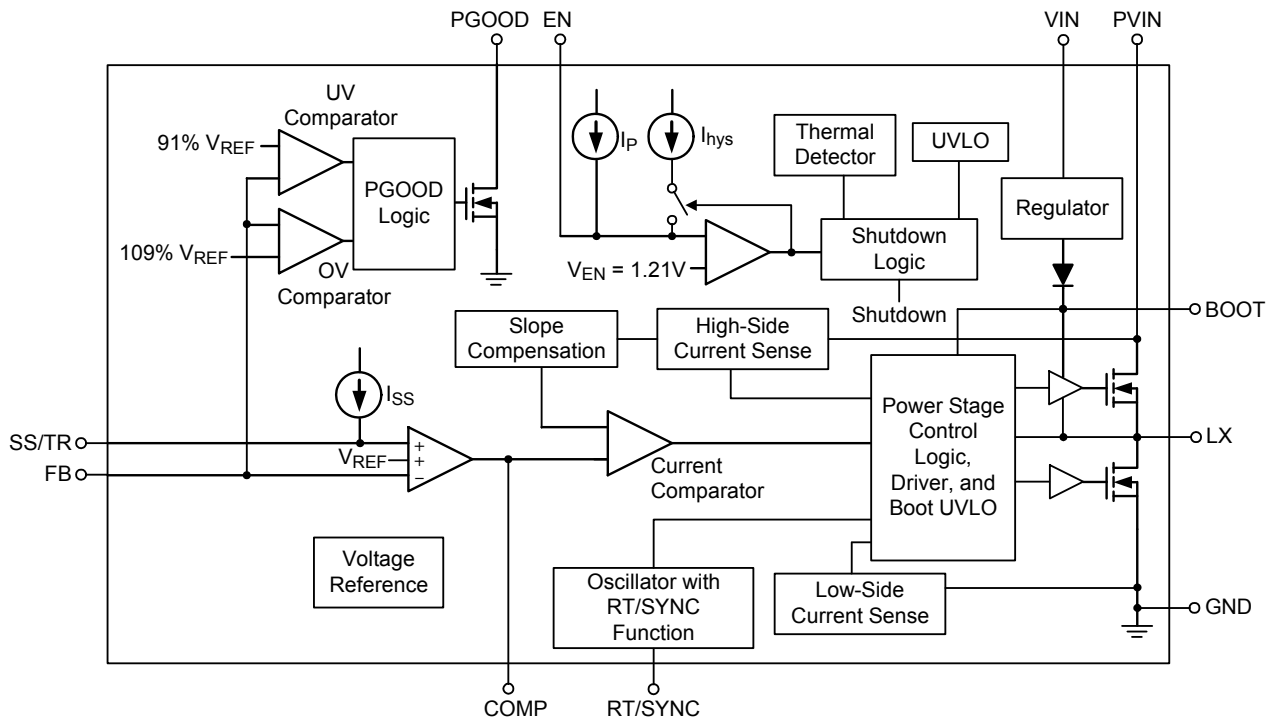 PGOOD
EN
VIN
PVIN
UV
Comparator
91% VREF
PGOOD
Logic
109% VREF
OV
Comparator
IP
Ihys
Thermal
Detector
UVLO
Regulator
Shutdown
Logic
VEN = 1.21V
Shutdown
BOOT
Slope
Compensation
High-Side
Current Sense
ISS
Power Stage
Control
Logic,
Driver, and
Boot UVLO
SS/TR
+
VREF
+
FB
−
Current
Comparator
LX
Voltage
Reference
Oscillator with
RT/SYNC
Function
Low-Side
Current Sense
GND
COMP
RT/SYNC